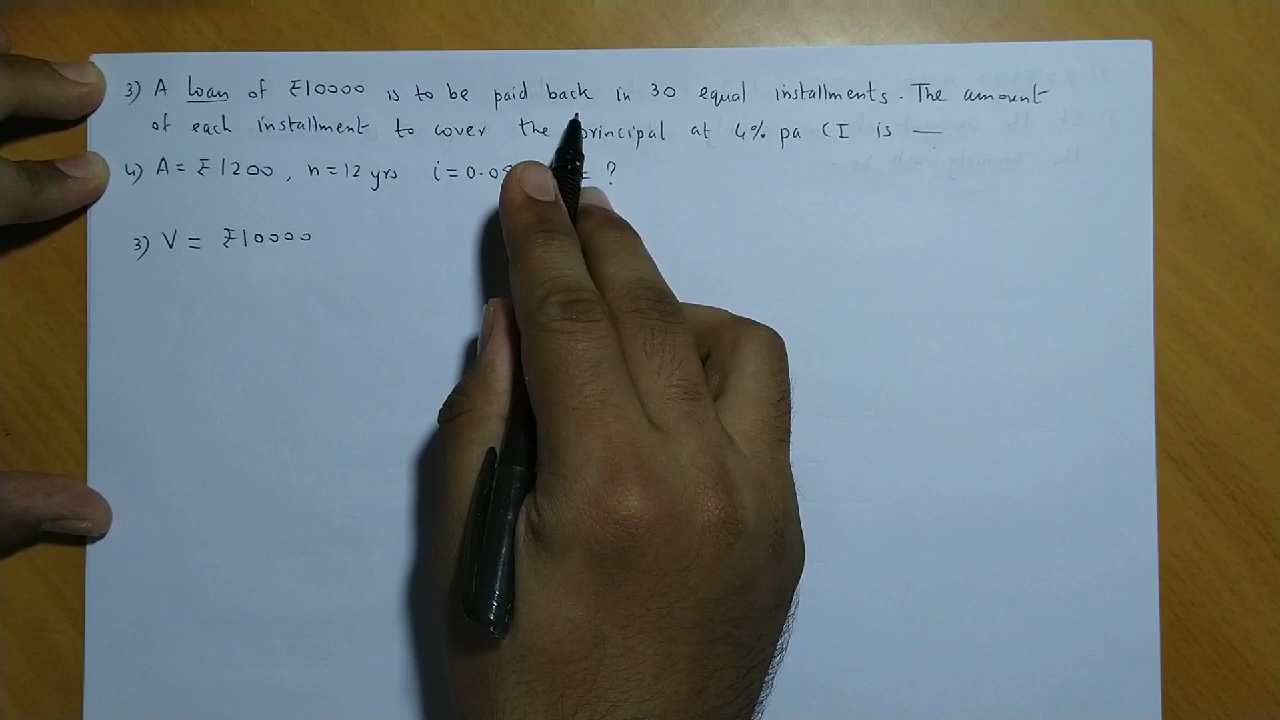 3) A loan of ₹10000 is to be paid back in 30 equal installments. The amount
of each installment to cover the principal at 4% pa CI is —
4) A = ₹1200, n = 12 yrs i = 0.0 ?
3) V = ₹10000